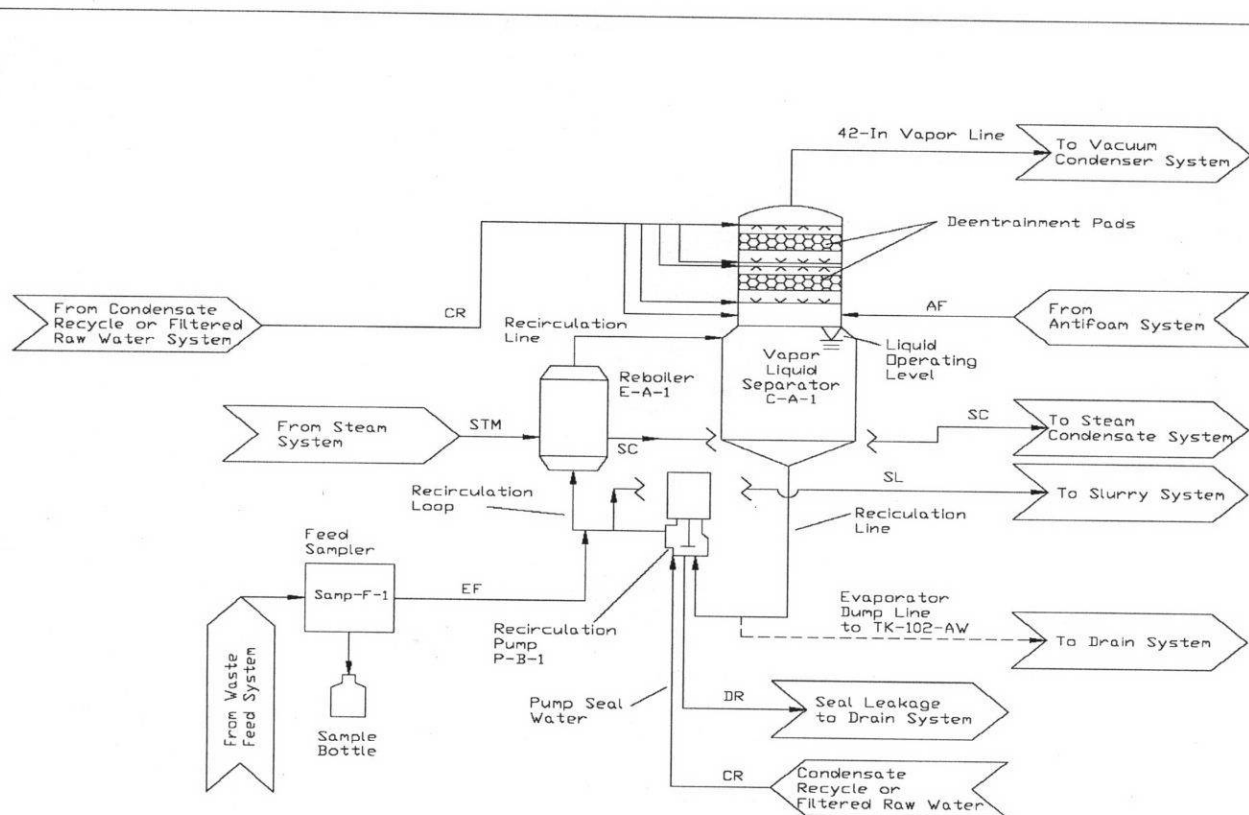 42-In Vapor Line
To Vacuum
Condenser System
Deentrainment Pads
From Condensate
Recycle or Filtered
Raw Water System
CR
Recirculation
Line
AF
From
Antifoam System
Liquid
Operating
Level
Vapor
Liquid
Separator
C-A-1
Reboiler
E-A-1
From Steam
System
STM
SC
SC
To Steam
Condensate System
SL
To Slurry System
Recirculation
Loop
Reciculation
Line
Feed
Sampler
Samp-F-1
EF
Recirculation
Pump
P-B-1
Evaporator
Dump Line
to TK-102-AW
To Drain System
From Waste
Feed System
Sample
Bottle
Pump Seal
Water
DR
Seal Leakage
to Drain System
CR
Condensate
Recycle or
Filtered Raw Water